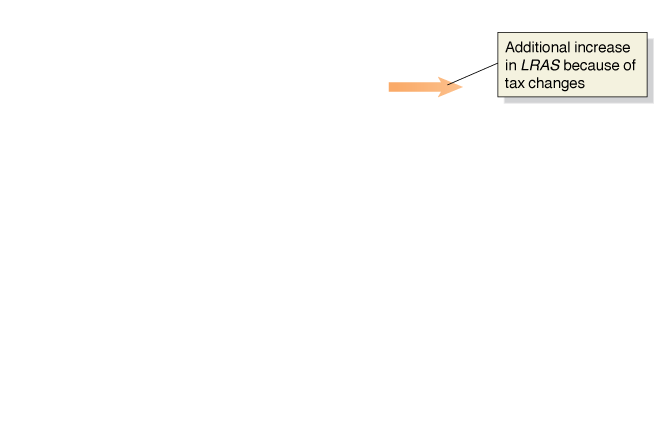 Additional increase
in LRAS because of
tax changes